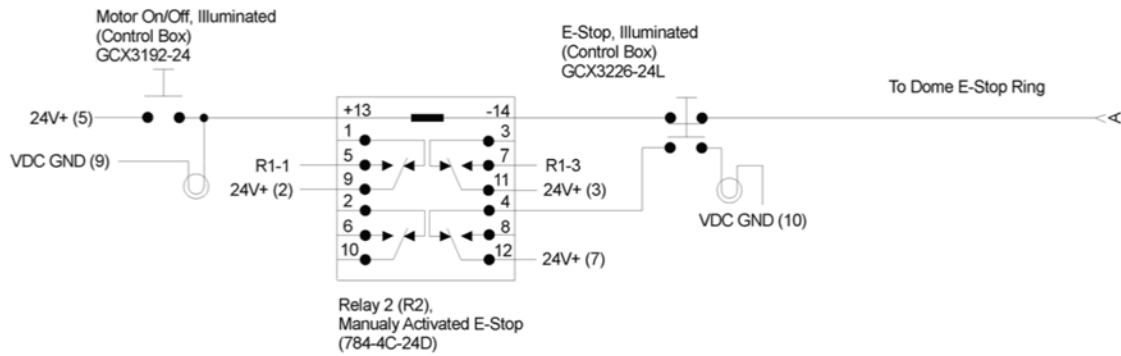 Motor On/Off, Illuminated
(Control Box)
GCX3192-24
E-Stop, Illuminated
(Control Box)
GCX3226-24L
To Dome E-Stop Ring
24V+ (5)
+13
-14
A
1
3
VDC GND (9)
R1-1
5
7
R1-3
24V+ (2)
9
11
24V+ (3)
2
4
VDC GND (10)
6
8
10
12
24V+ (7)
Relay 2 (R2),
Manualy Activated E-Stop
(784-4C-24D)